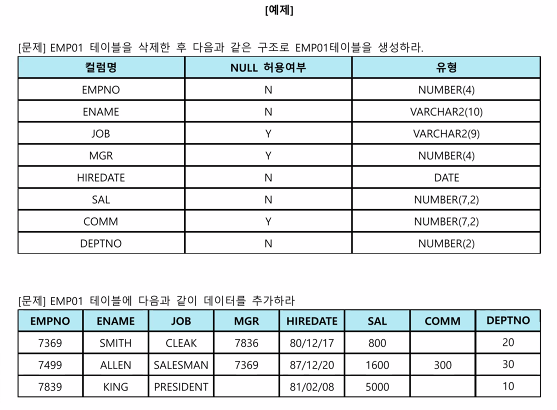 [예제]
[문제] EMP01 테이블을 삭제한 후 다음과 같은 구조로 EMP01테이블을 생성하라.
컬럼명 NULL 허용여부 유형
EMPNO N NUMBER(4)
ENAME N VARCHAR2(10)
JOB Y VARCHAR2(9)
MGR Y NUMBER(4)
HIREDATE N DATE
SAL N NUMBER(7,2)
COMM Y NUMBER(7,2)
DEPTNO N NUMBER(2)
[문제] EMP01 테이블에 다음과 같이 데이터를 추가하라
EMPNO ENAME JOB MGR HIREDATE SAL COMM DEPTNO
7369 SMITH CLEAK 7836 80/12/17 800 20
7499 ALLEN SALESMAN 7369 87/12/20 1600 300 30
7839 KING PRESIDENT 81/02/08 5000 10